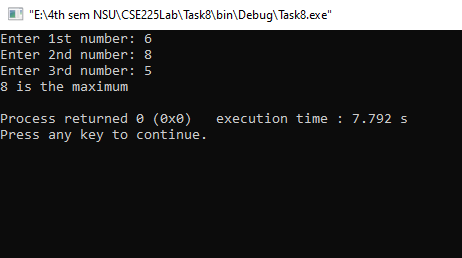 "E:\4th sem NSU\CSE225Lab\Task8\bin\Debug\Task8.exe"
Enter 1st number: 6
Enter 2nd number: 8
Enter 3rd number: 5
8 is the maximum
Process returned 0 (0x0)   execution time : 7.792 s
Press any key to continue.